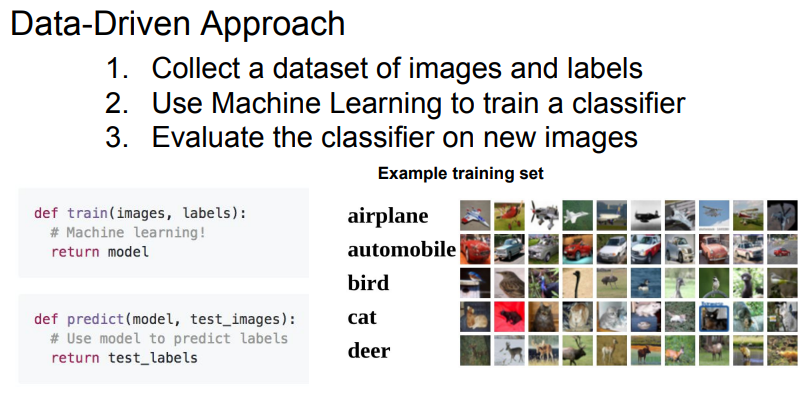 Data-Driven Approach
1. Collect a dataset of images and labels
2. Use Machine Learning to train a classifier
3. Evaluate the classifier on new images
Example training set
def train(images, labels):
# Machine learning!
return model
def predict(model, test_images):
# Use model to predict labels
return test_labels
airplane
automobile
bird
cat
deer